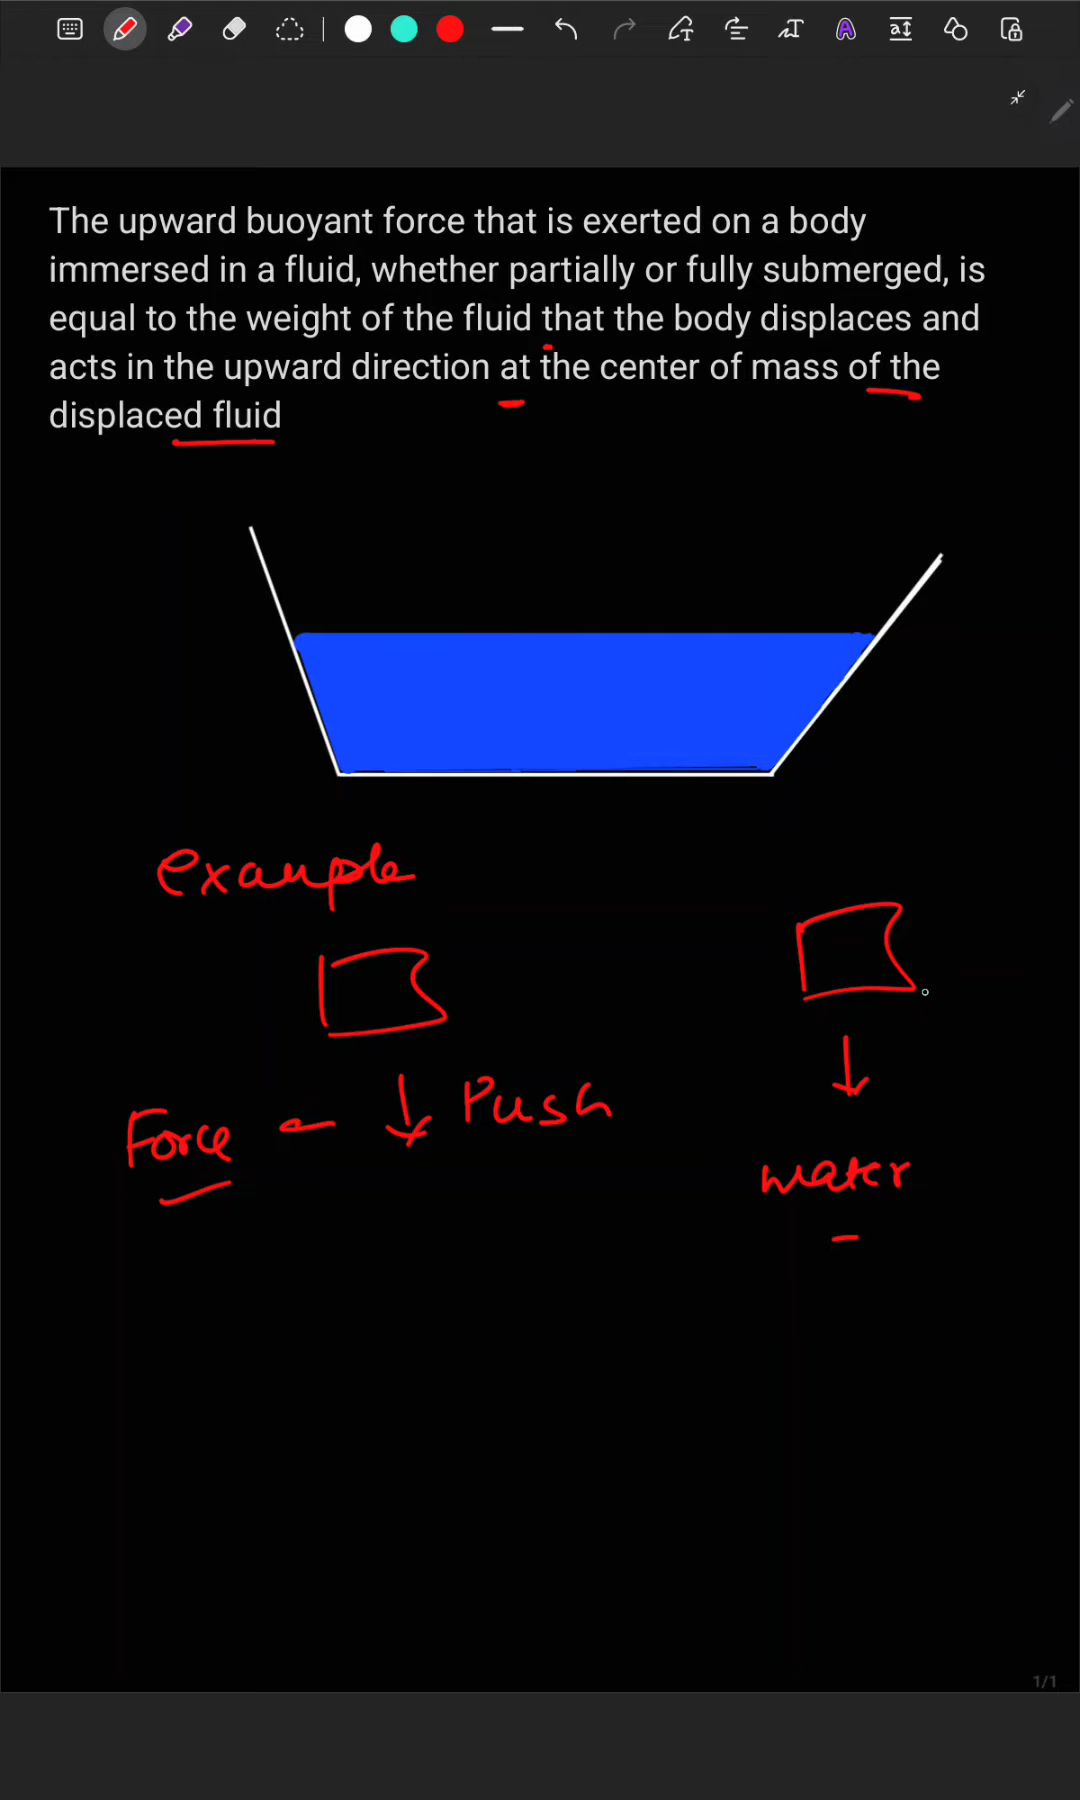 The upward buoyant force that is exerted on a body
immersed in a fluid, whether partially or fully submerged, is
equal to the weight of the fluid that the body displaces and
acts in the upward direction at the center of mass of the
displaced fluid
example
Force Push
water
1/1